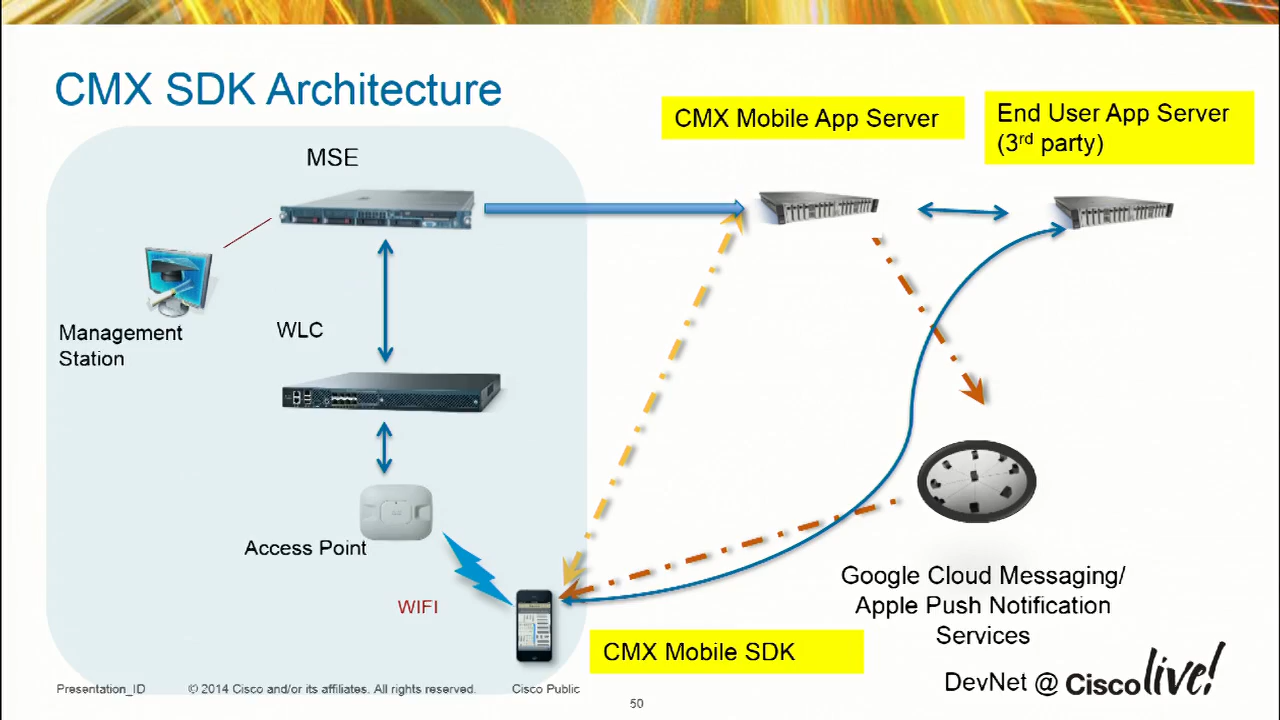 CMX SDK Architecture
CMX Mobile App Server
End User App Server
(3rd party)
MSE
Management
Station
WLC
Access Point
WIFI
CMX Mobile SDK
Google Cloud Messaging/
Apple Push Notification
Services
DevNet @ Cisco live!
Presentation_ID
© 2014 Cisco and/or its affiliates. All rights reserved.
Cisco Public
50